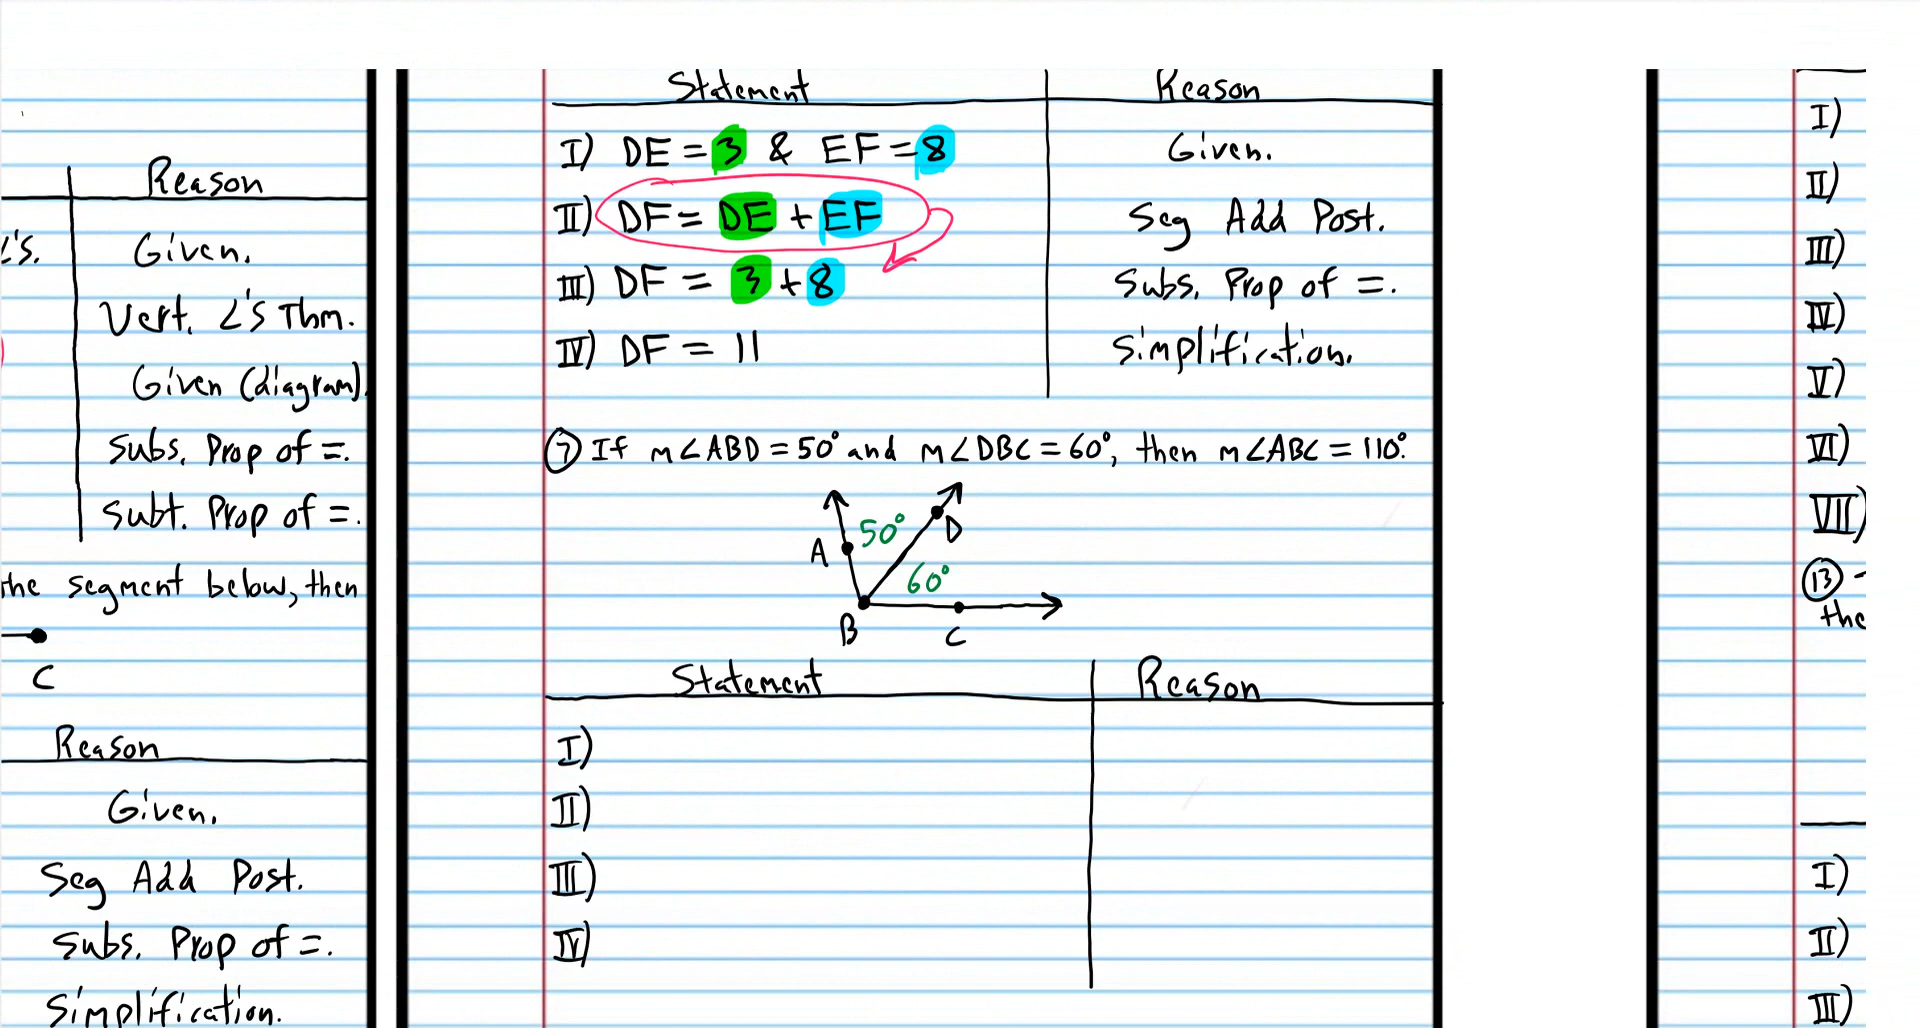 Reason
∠'s.
Given.
Vert. ∠'s Thm.
Given (diagram).
Subs. Prop of =.
Subt. Prop of =.
the segment below, then
C
Reason
Given.
Seg Add Post.
Subs. Prop of =.
Simplification.
Statement Reason
I) DE = 3 & EF = 8 Given.
II) DF = DE + EF Seg Add Post.
III) DF = 3 + 8 Subs. Prop of =.
IV) DF = 11 Simplification.
⑦ If m∠ABD = 50° and m∠DBC = 60°, then m∠ABC = 110°.
A 50° D
60°
B C
Statement Reason
I)
II)
III)
IV)
I)
II)
III)
IV)
V)
VI)
VII)
⑬
the
I)
II)
III)